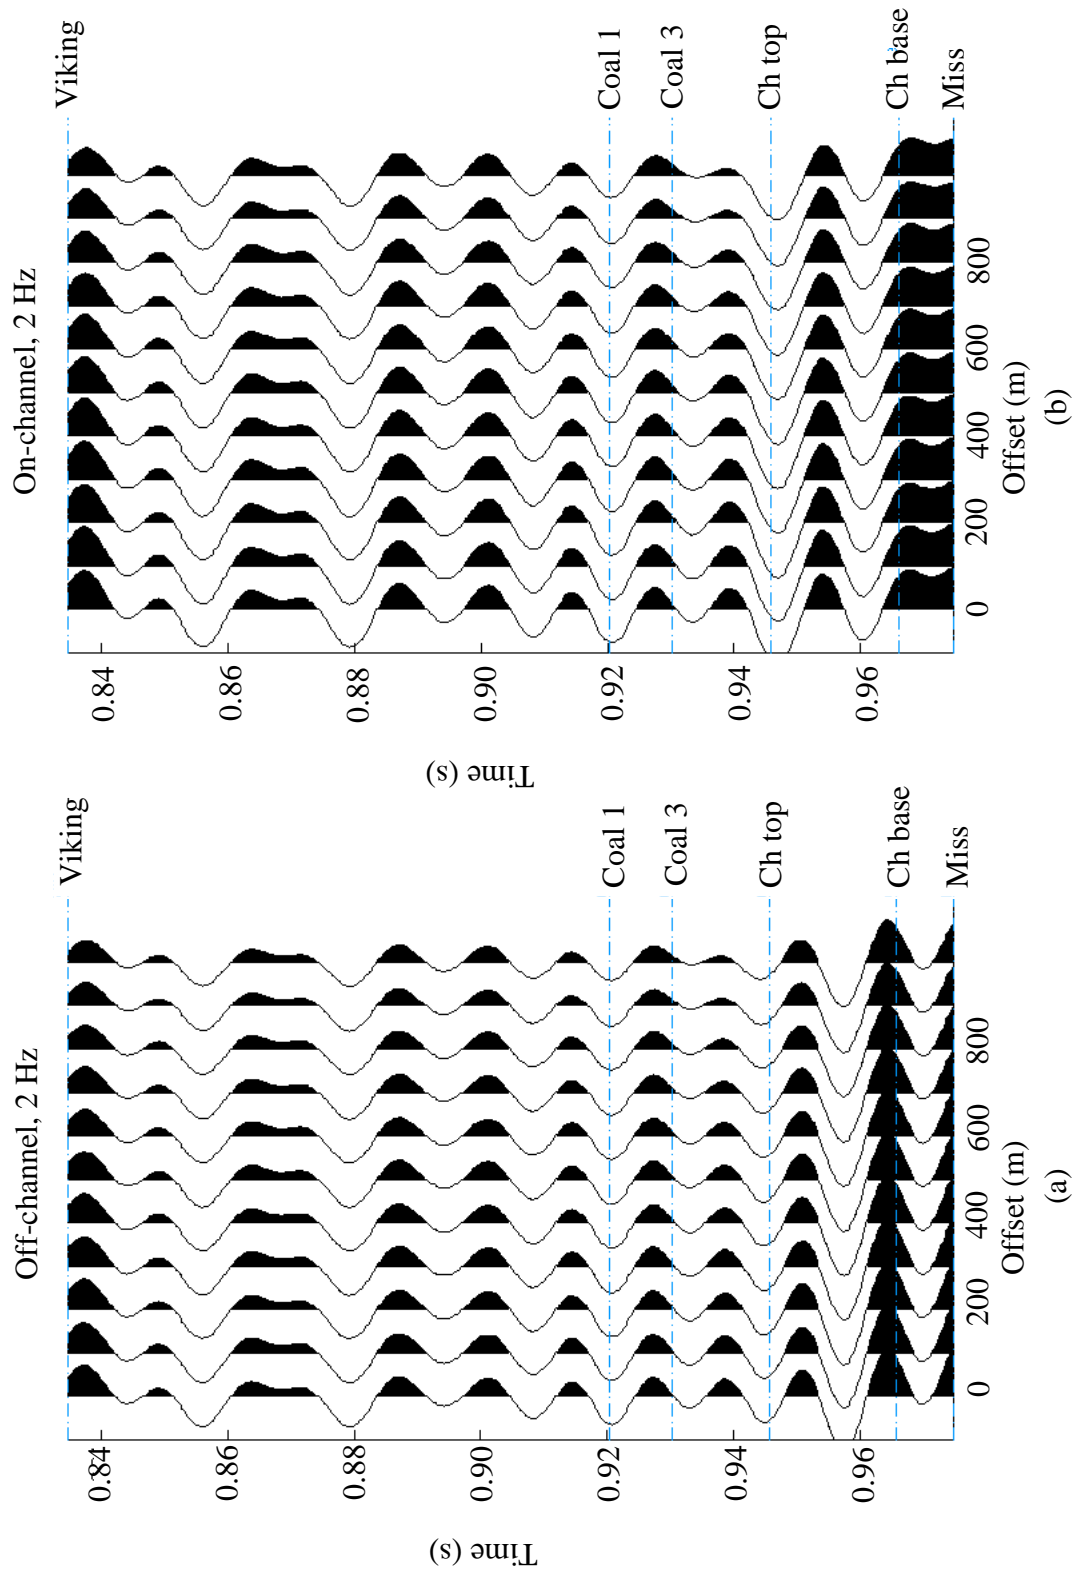 Off-channel, 2 Hz
Viking
Coal 1
Coal 3
Ch top
Ch base
Miss
Time (s)
0.84
0.86
0.88
0.90
0.92
0.94
0.96
0 200 400 600 800
Offset (m)
(a)
On-channel, 2 Hz
Viking
Coal 1
Coal 3
Ch top
Ch base
Miss
Time (s)
0.84
0.86
0.88
0.90
0.92
0.94
0.96
0 200 400 600 800
Offset (m)
(b)